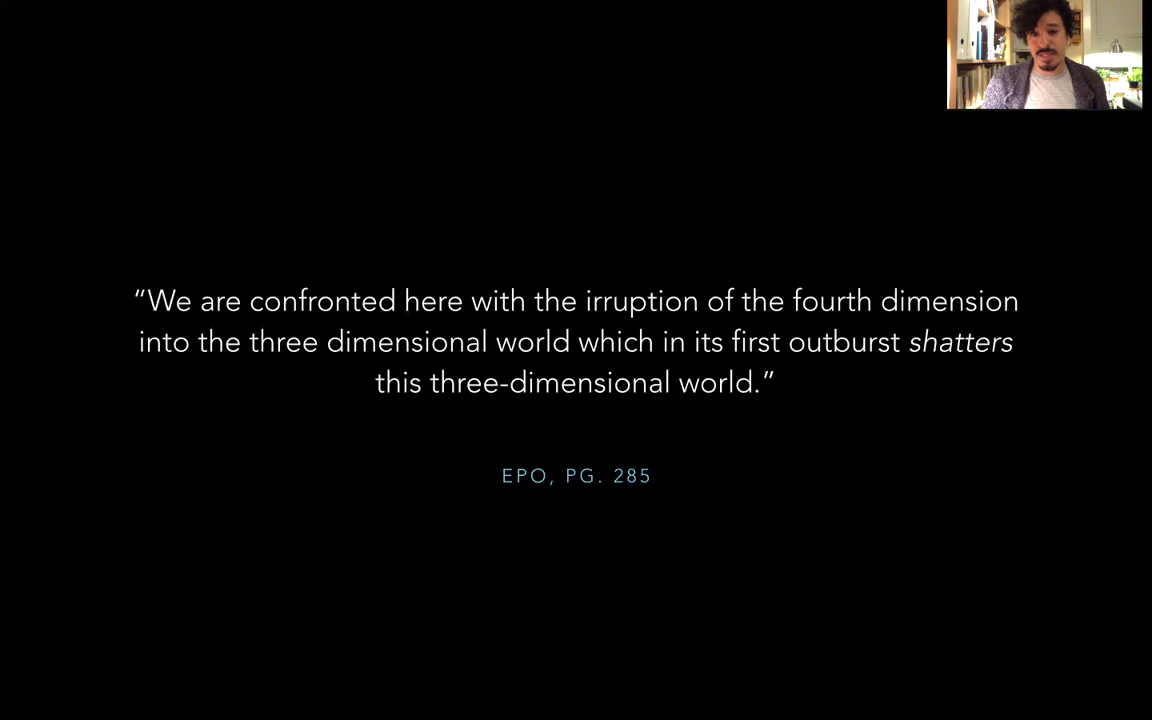 “We are confronted here with the irruption of the fourth dimension
into the three dimensional world which in its first outburst shatters
this three-dimensional world.”
EPO, PG. 285